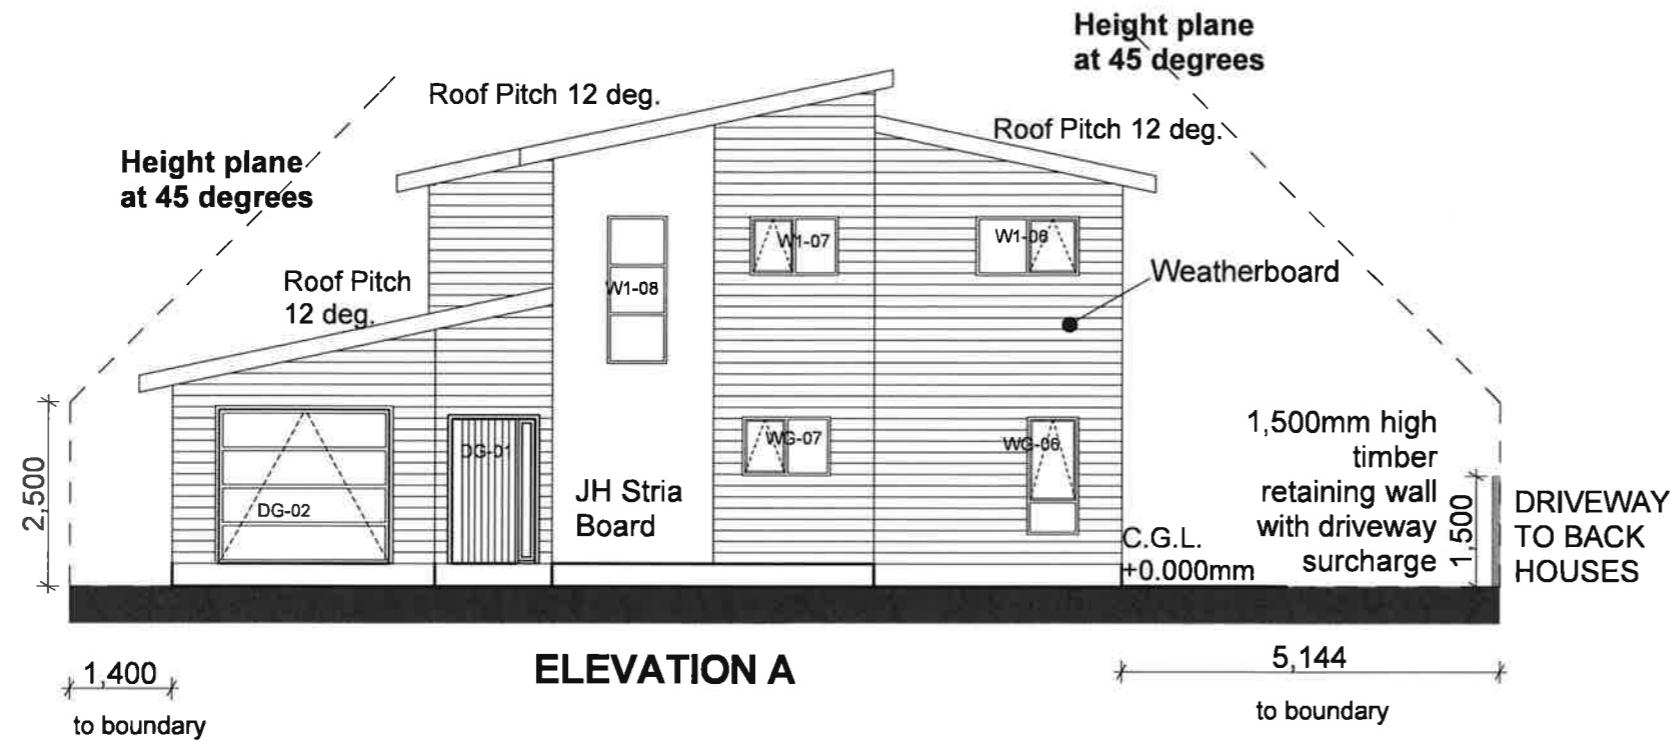 Height plane
at 45 degrees
Roof Pitch 12 deg.
Roof Pitch 12 deg.
Height plane
at 45 degrees
W1-07
W1-06
Weatherboard
Roof Pitch
12 deg.
W1-08
2,500
DG-02
DG-01
JH Stria
Board
WG-07
WG-06
C.G.L.
+0.000mm
1,500mm high
timber
retaining wall
with driveway
surcharge
1,500
DRIVEWAY
TO BACK
HOUSES
1,400
to boundary
ELEVATION A
5,144
to boundary